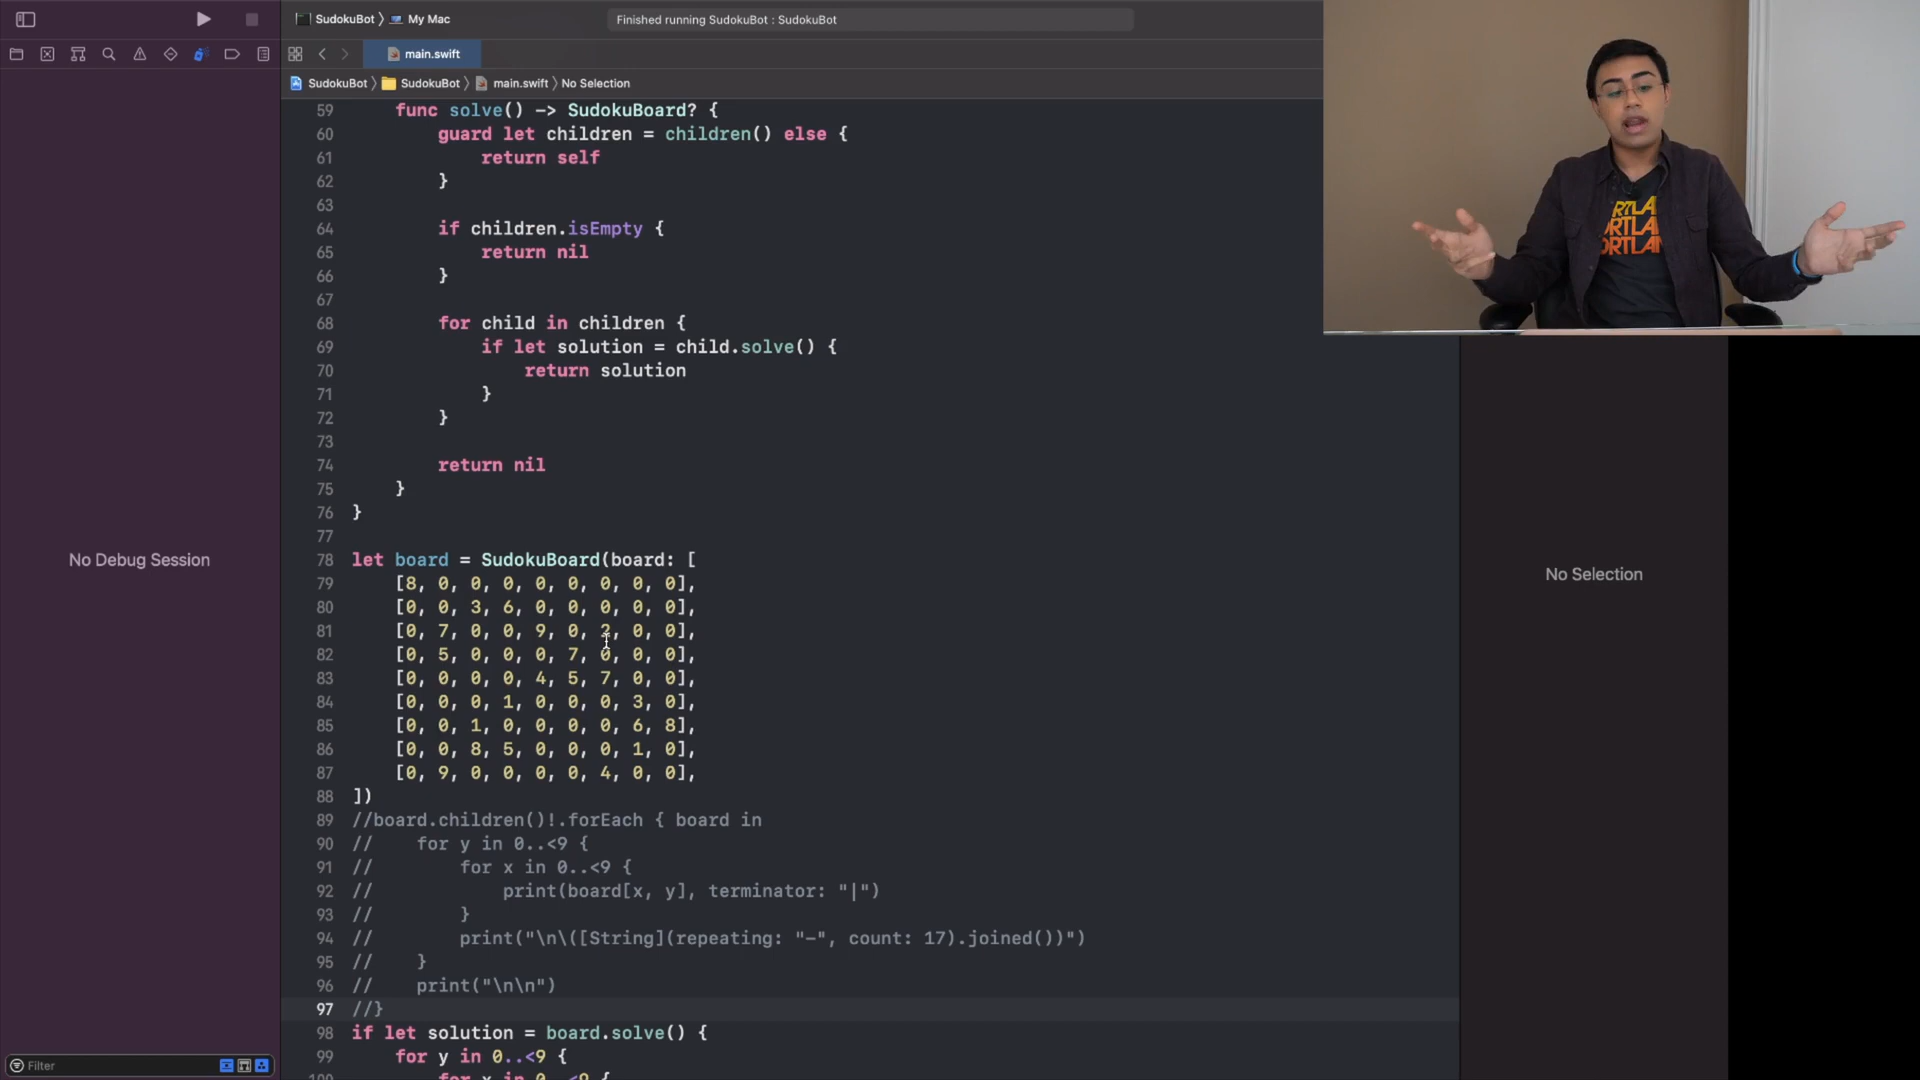 SudokuBot 〉 My Mac
Finished running SudokuBot : SudokuBot
main.swift
SudokuBot 〉 SudokuBot 〉 main.swift 〉 No Selection
59 func solve() -> SudokuBoard? {
60 guard let children = children() else {
61 return self
62 }
63
64 if children.isEmpty {
65 return nil
66 }
67
68 for child in children {
69 if let solution = child.solve() {
70 return solution
71 }
72 }
73
74 return nil
75 }
76 }
77
78 let board = SudokuBoard(board: [
79 [8, 0, 0, 0, 0, 0, 0, 0, 0],
80 [0, 0, 3, 6, 0, 0, 0, 0, 0],
81 [0, 7, 0, 0, 9, 0, 2, 0, 0],
82 [0, 5, 0, 0, 0, 7, 0, 0, 0],
83 [0, 0, 0, 0, 4, 5, 7, 0, 0],
84 [0, 0, 0, 1, 0, 0, 0, 3, 0],
85 [0, 0, 1, 0, 0, 0, 0, 6, 8],
86 [0, 0, 8, 5, 0, 0, 0, 1, 0],
87 [0, 9, 0, 0, 0, 0, 4, 0, 0],
88 ])
89 //board.children()!.forEach { board in
90 // for y in 0..<9 {
91 // for x in 0..<9 {
92 // print(board[x, y], terminator: "|")
93 // }
94 // print("\n\([String](repeating: "-", count: 17).joined())")
95 // }
96 // print("\n\n")
97 //}
98 if let solution = board.solve() {
99 for y in 0..<9 {
100 for x in 0..<9 {
No Debug Session
No Selection
Filter